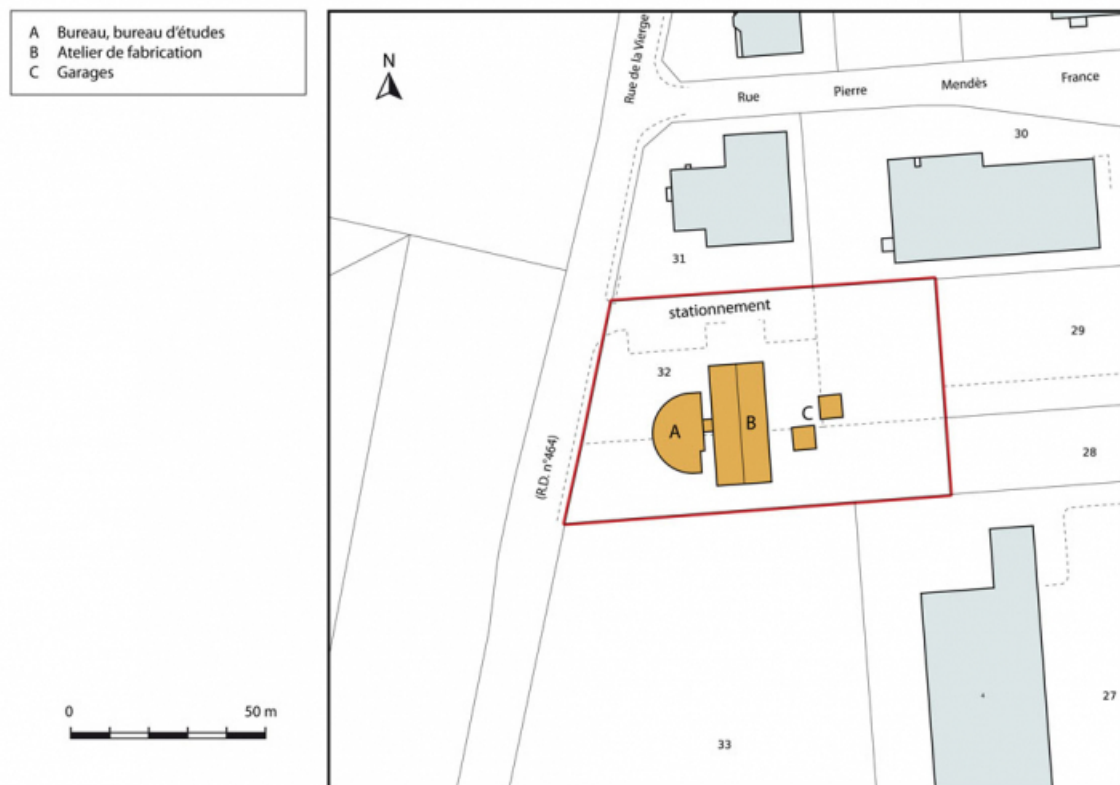 A Bureau, bureau d'études
B Atelier de fabrication
C Garages
N
Rue de la Vierge
Rue Pierre Mendès France
30
31
stationnement
29
32
A
B
C
28
(R.D. n°464)
0 50 m
4
27
33